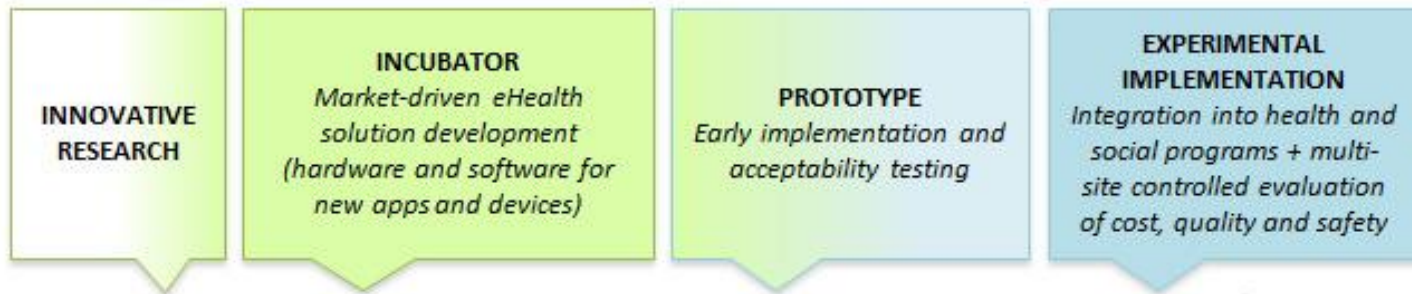 INNOVATIVE
RESEARCH
INCUBATOR
Market-driven eHealth
solution development
(hardware and software for
new apps and devices)
PROTOTYPE
Early implementation and
acceptability testing
EXPERIMENTAL
IMPLEMENTATION
Integration into health and
social programs + multi-
site controlled evaluation
of cost, quality and safety